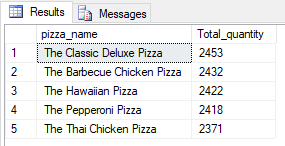 Results Messages
pizza_name Total_quantity
1 The Classic Deluxe Pizza 2453
2 The Barbecue Chicken Pizza 2432
3 The Hawaiian Pizza 2422
4 The Pepperoni Pizza 2418
5 The Thai Chicken Pizza 2371